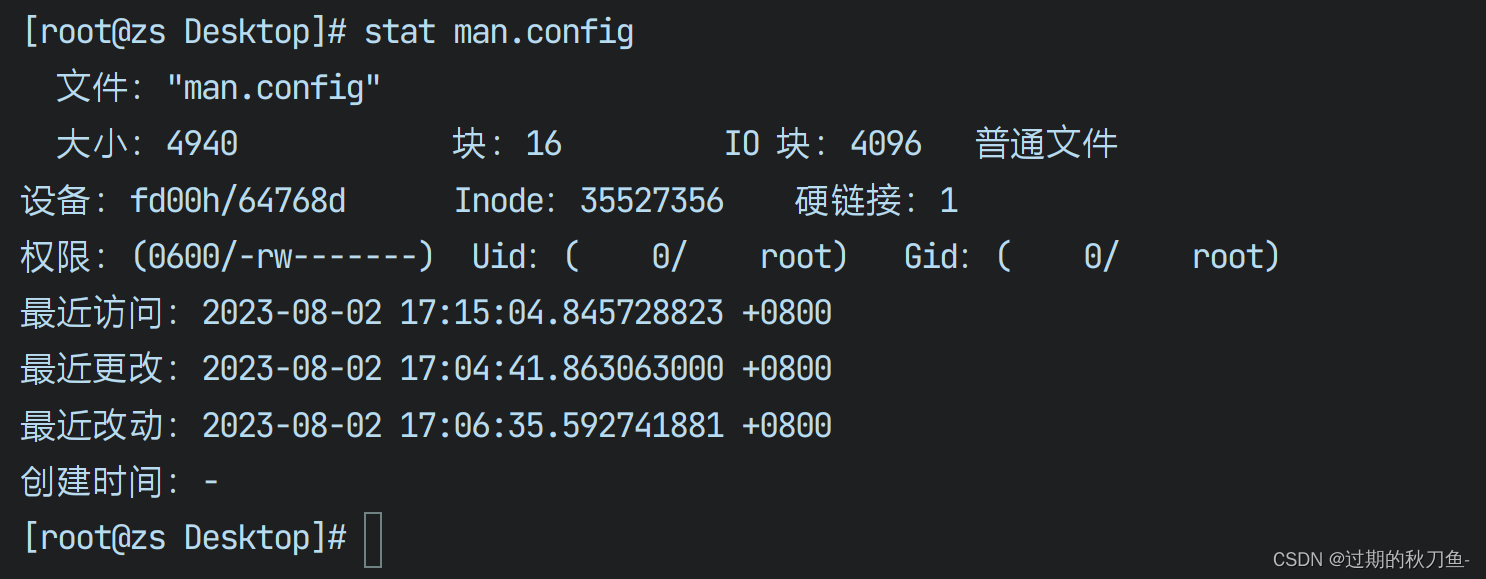 [root@zs Desktop]# stat man.config
文件："man.config"
大小：4940 块：16 IO 块：4096 普通文件
设备：fd00h/64768d Inode：35527356 硬链接：1
权限：(0600/-rw-------) Uid：( 0/ root) Gid：( 0/ root)
最近访问：2023-08-02 17:15:04.845728823 +0800
最近更改：2023-08-02 17:04:41.863063000 +0800
最近改动：2023-08-02 17:06:35.592741881 +0800
创建时间：-
[root@zs Desktop]#
CSDN @过期的秋刀鱼-